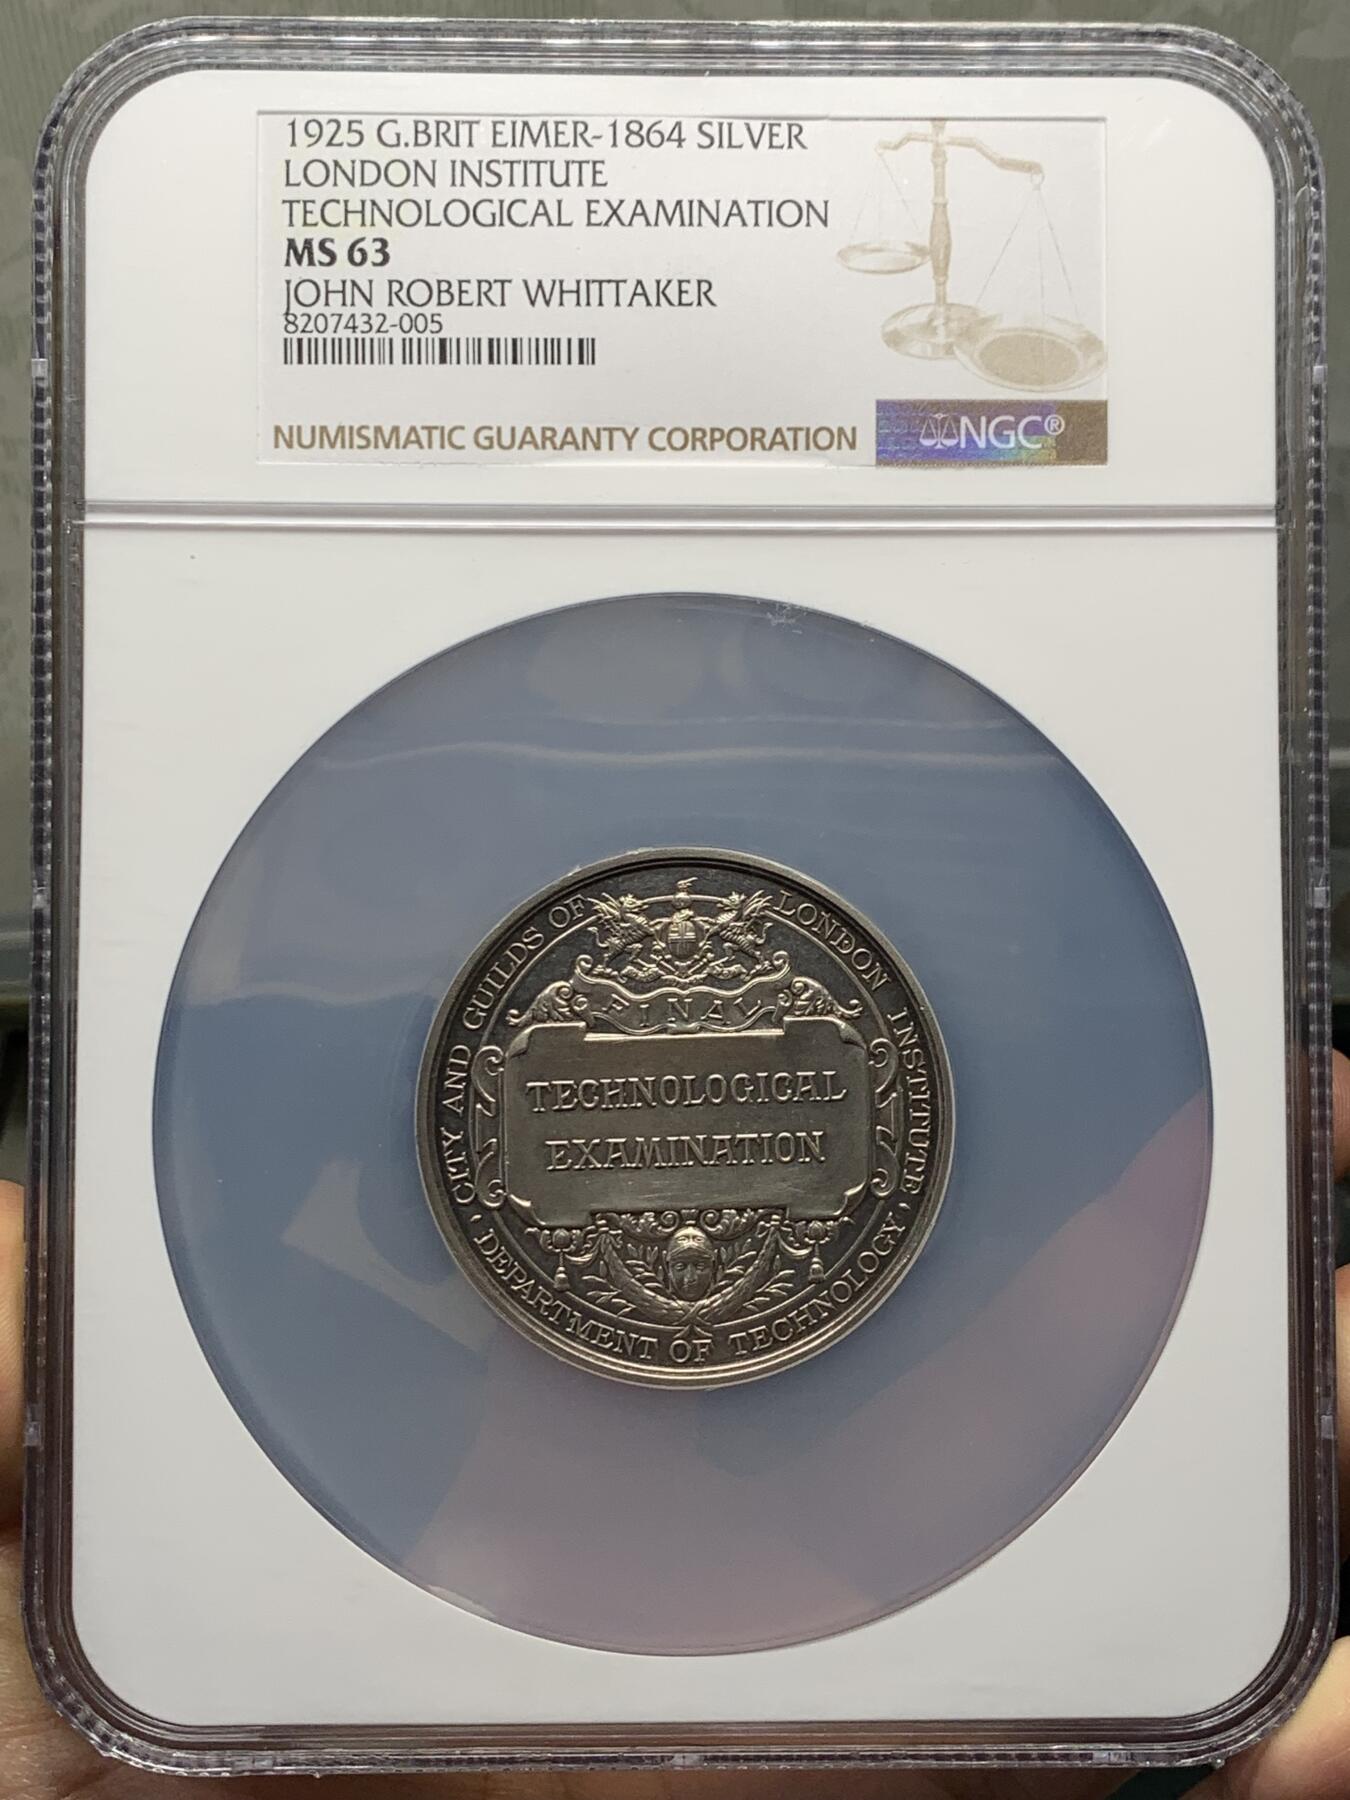 1925 G.BRIT EIMER-1864 SILVER
LONDON INSTITUTE
TECHNOLOGICAL EXAMINATION
MS 63
JOHN ROBERT WHITTAKER
8207432-005
NUMISMATIC GUARANTY CORPORATION
NGC®
CITY AND GUILDS OF LONDON INSTITUTE
FINAL
TECHNOLOGICAL
EXAMINATION
DEPARTMENT OF TECHNOLOGY